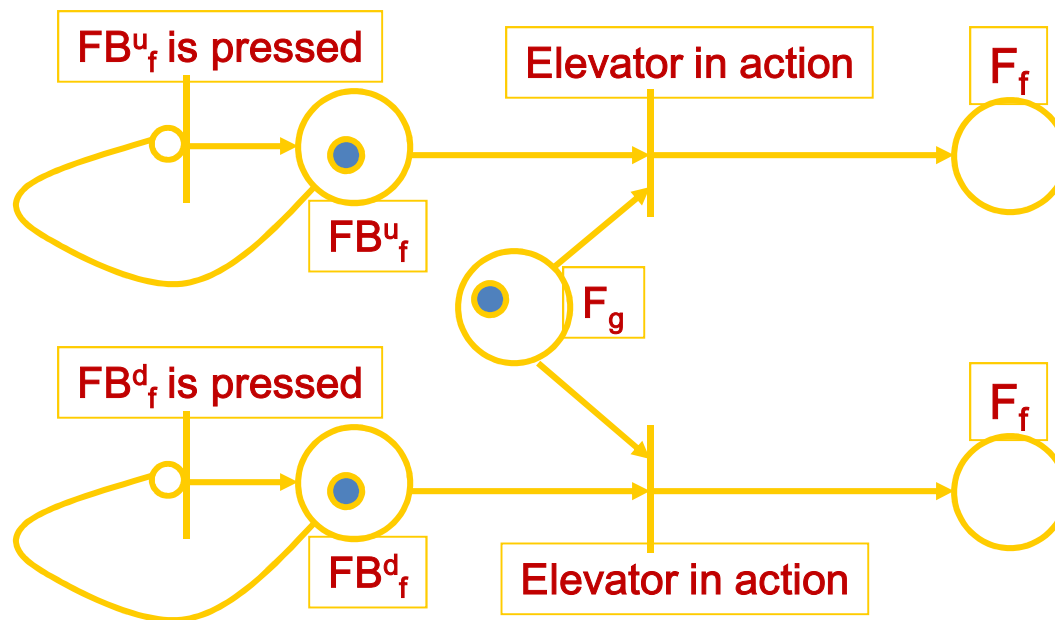 FBᵘf is pressed
Elevator in action
Ff
FBᵘf
Fg
FBᵈf is pressed
Ff
FBᵈf
Elevator in action